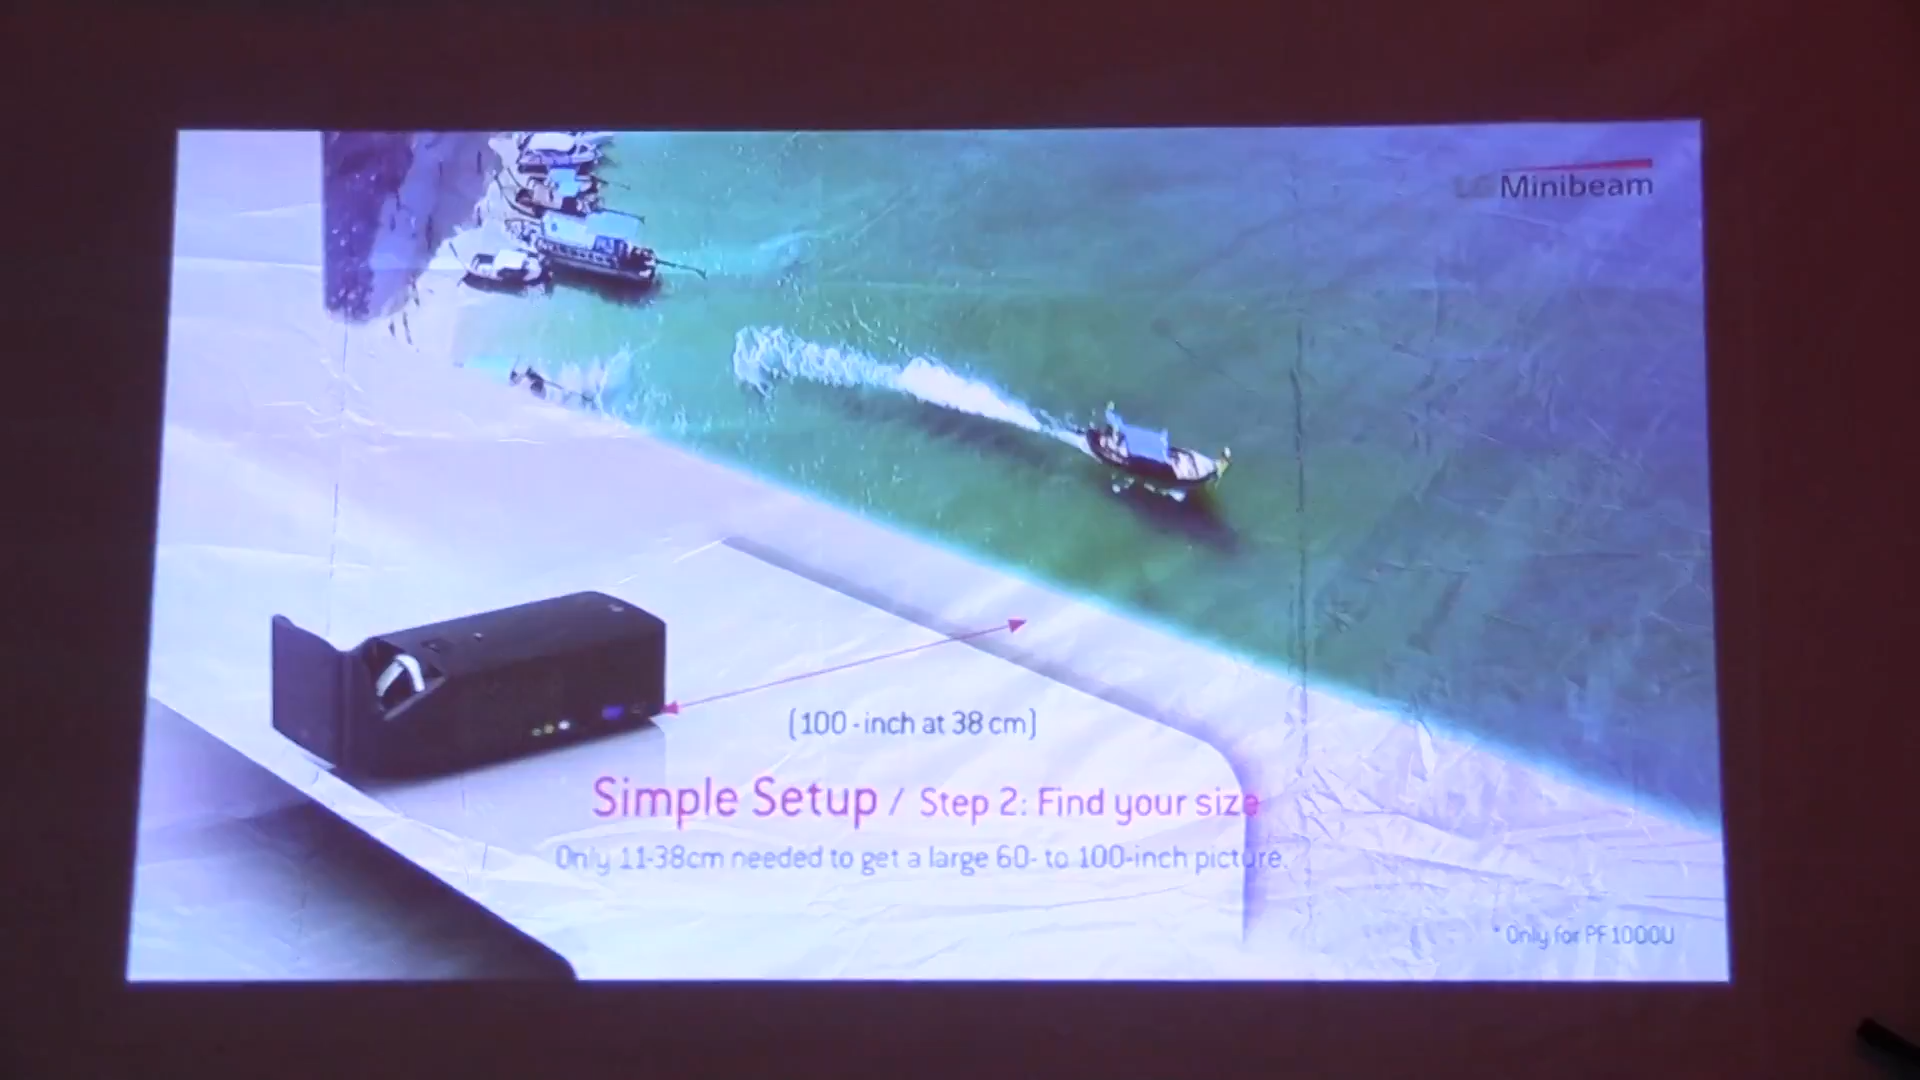 LG Minibeam
(100-inch at 38 cm)
Simple Setup / Step 2: Find your size
Only 11-38cm needed to get a large 60- to 100-inch picture.
* Only for PF1000U